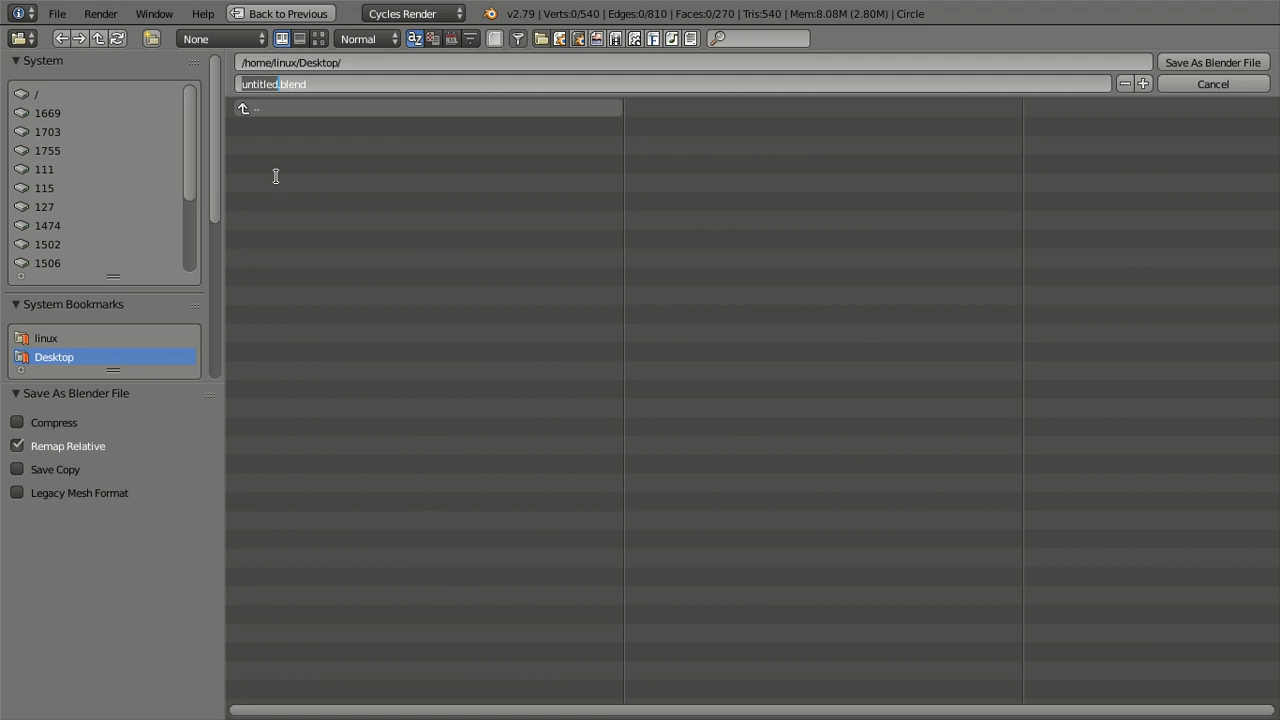 File Render Window Help Back to Previous Cycles Render v2.79 | Verts:0/540 | Edges:0/810 | Faces:0/270 | Tris:540 | Mem:8.08M (2.80M) | Circle
None Normal
System
/home/linux/Desktop/ Save As Blender File
untitled.blend Cancel
/
..
1669
1703
1755
111
115
127
1474
1502
1506
System Bookmarks
linux
Desktop
Save As Blender File
Compress
Remap Relative
Save Copy
Legacy Mesh Format